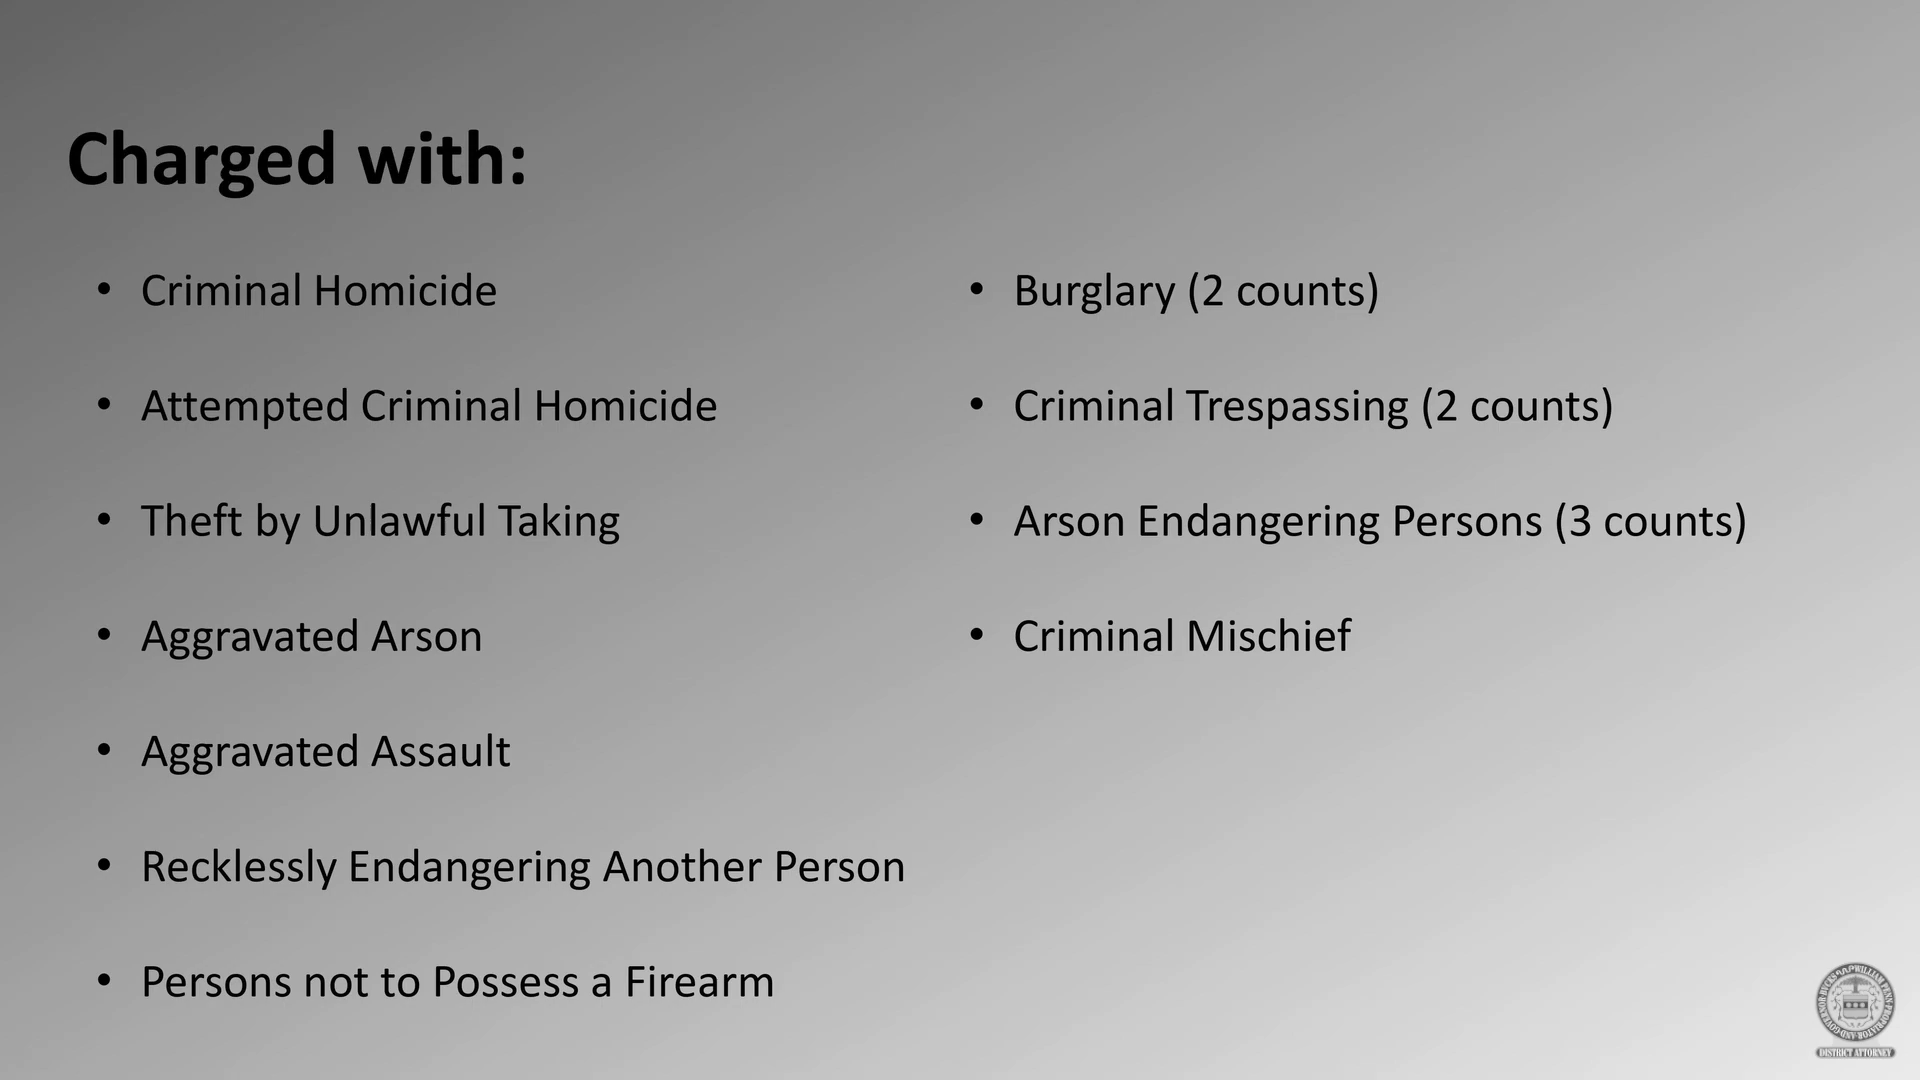 Charged with:
• Criminal Homicide
• Attempted Criminal Homicide
• Theft by Unlawful Taking
• Aggravated Arson
• Aggravated Assault
• Recklessly Endangering Another Person
• Persons not to Possess a Firearm
• Burglary (2 counts)
• Criminal Trespassing (2 counts)
• Arson Endangering Persons (3 counts)
• Criminal Mischief
DISTRICT ATTORNEY